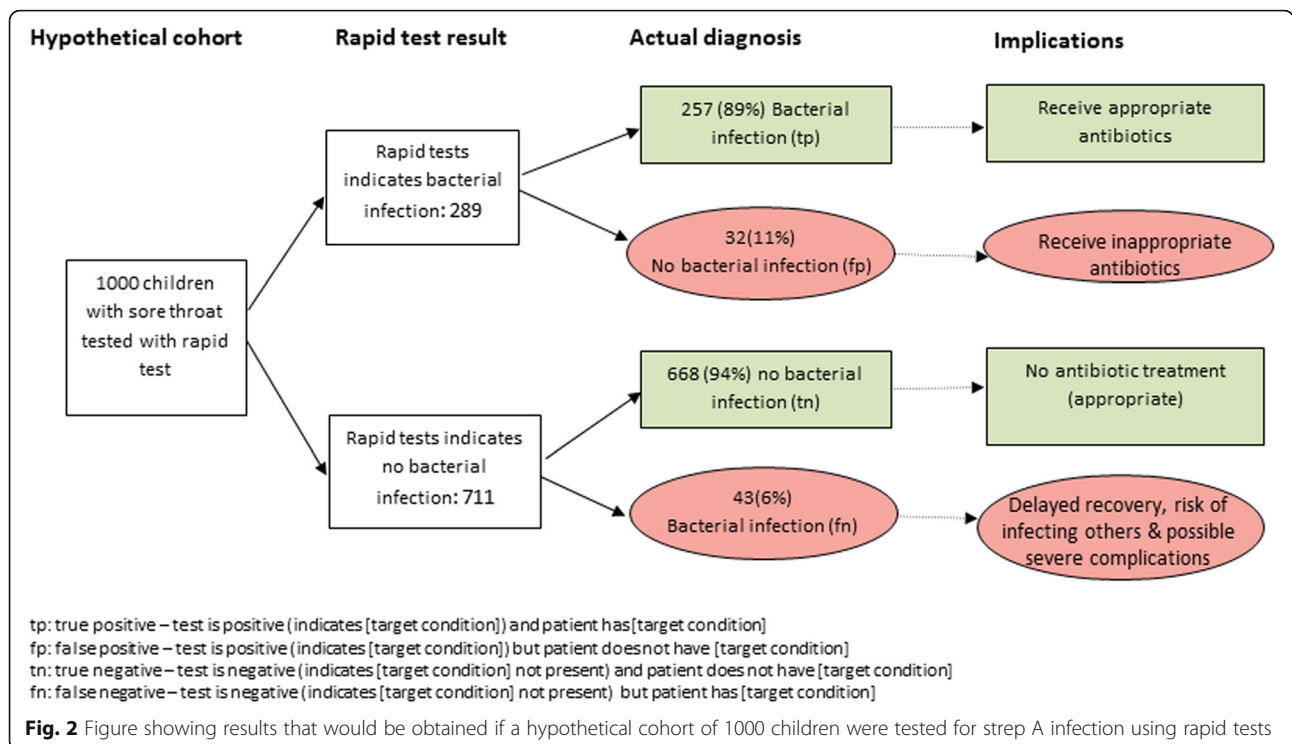 Hypothetical cohort
Rapid test result
Actual diagnosis
Implications
1000 children
with sore throat
tested with rapid
test
Rapid tests
indicates bacterial
infection: 289
Rapid tests indicates
no bacterial
infection: 711
257 (89%) Bacterial
infection (tp)
32(11%)
No bacterial infection (fp)
668 (94%) no bacterial
infection (tn)
43(6%)
Bacterial infection (fn)
Receive appropriate
antibiotics
Receive inappropriate
antibiotics
No antibiotic treatment
(appropriate)
Delayed recovery, risk of
infecting others & possible
severe complications
tp: true positive – test is positive (indicates [target condition]) and patient has [target condition]
fp: false positive – test is positive (indicates [target condition]) but patient doesnot have [target condition]
tn: true negative – test is negative (indicates [target condition] not present) and patient does not have [target condition]
fn: false negative – test is negative (indicates [target condition] not present) but patient has [target condition]
Fig. 2 Figure showing results that would be obtained if a hypothetical cohort of 1000 children were tested for strep A infection using rapid tests